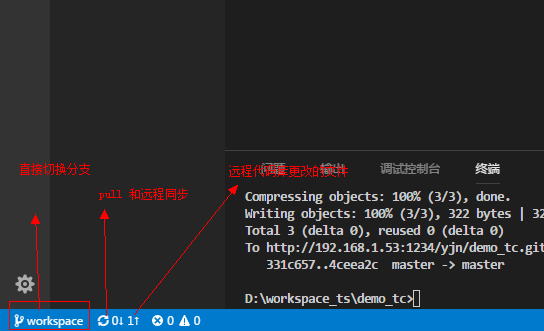 直接切换分支
pull 和远程同步
远程代码库更改的文件
问题
输出
调试控制台
终端
Compressing objects: 100% (3/3), done.
Writing objects: 100% (3/3), 322 bytes | 32
Total 3 (delta 0), reused 0 (delta 0)
To http://192.168.1.53:1234/yjn/demo_tc.git
331c657..4ceea2c master -> master
D:\workspace_ts\demo_tc>
workspace
0↓ 1↑
0
0